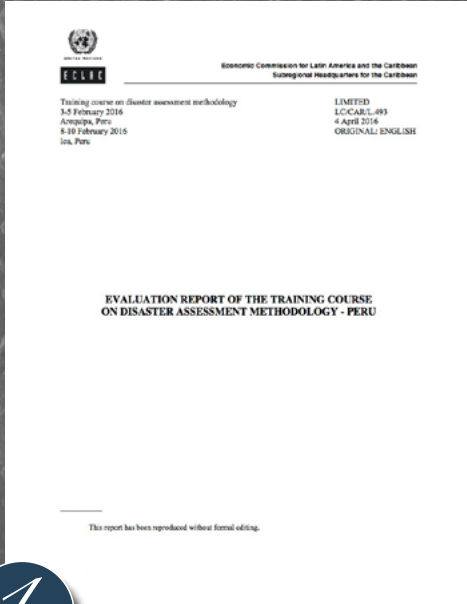 UNITED NATIONS
ECLAC
Economic Commission for Latin America and the Caribbean
Subregional Headquarters for the Caribbean
Training course on disaster assessment methodology
3-5 February 2016
Arequipa, Peru
8-10 February 2016
Ica, Peru
LIMITED
LC/CAR/L.493
4 April 2016
ORIGINAL: ENGLISH
EVALUATION REPORT OF THE TRAINING COURSE
ON DISASTER ASSESSMENT METHODOLOGY - PERU
This report has been reproduced without formal editing.
1